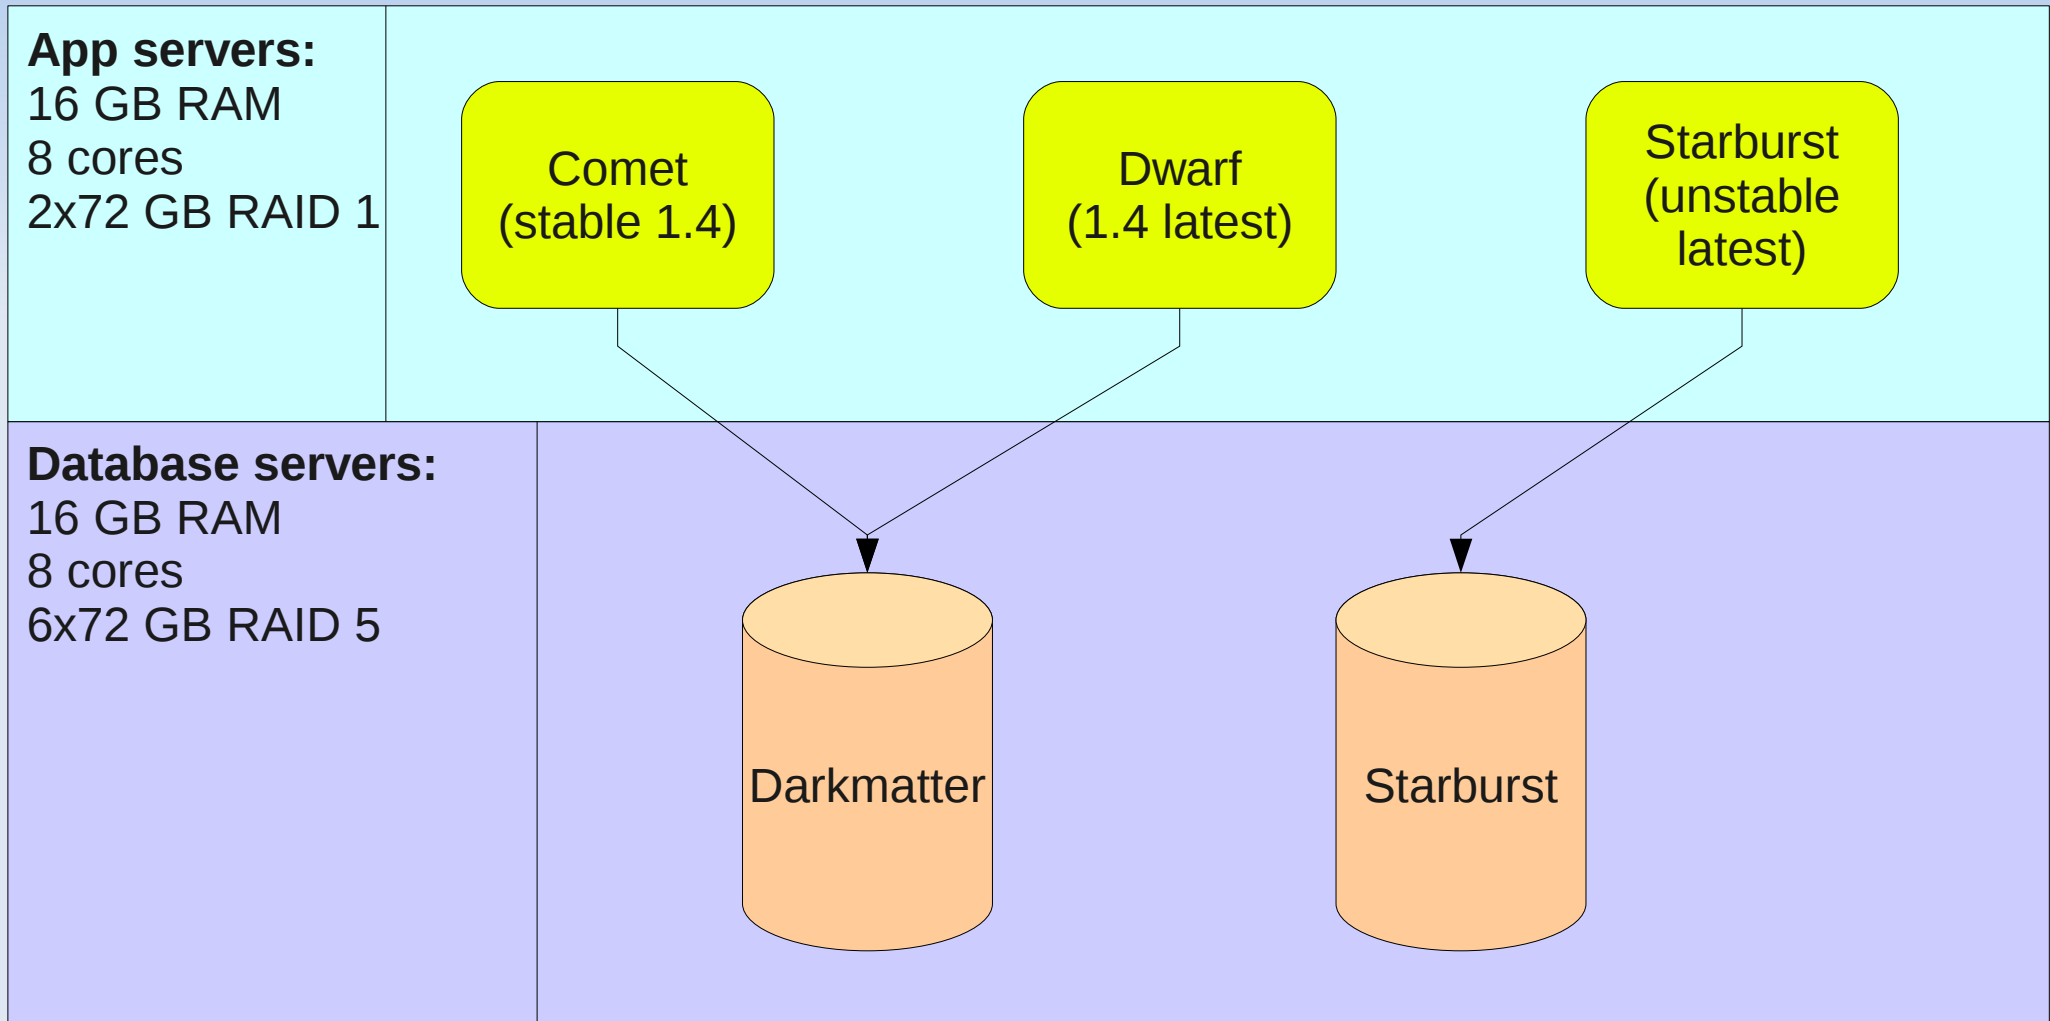 App servers:
16 GB RAM
8 cores
2x72 GB RAID 1
Comet
(stable 1.4)
Dwarf
(1.4 latest)
Starburst
(unstable
latest)
Database servers:
16 GB RAM
8 cores
6x72 GB RAID 5
Darkmatter
Starburst